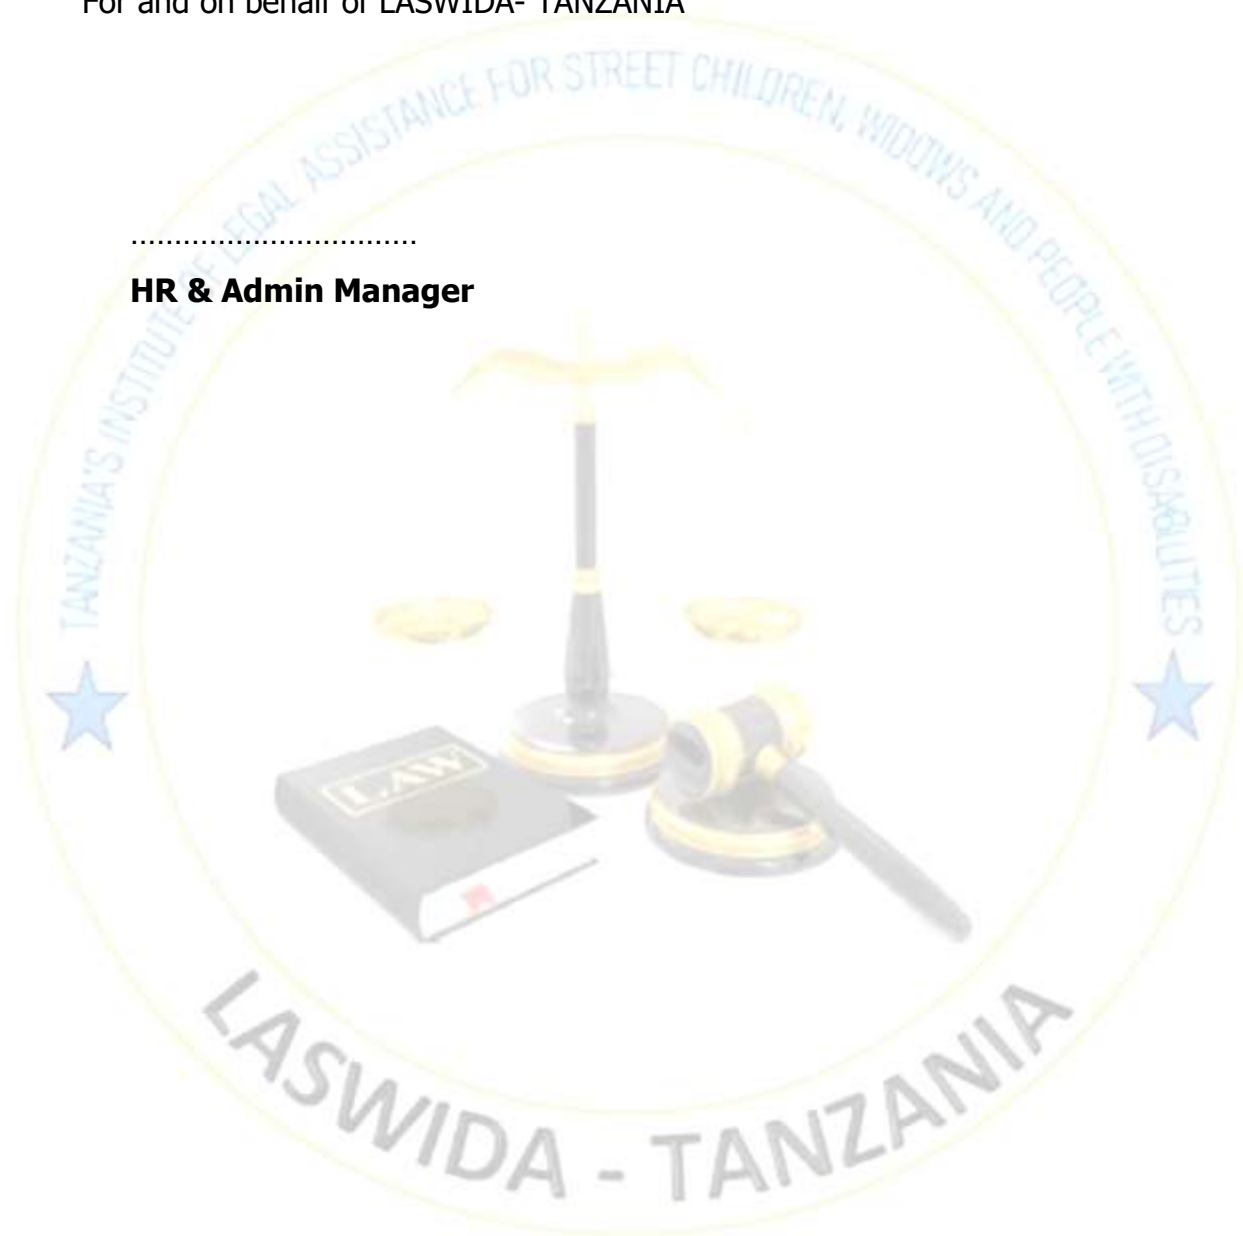 For and on behalf of LASWIDA- TANZANIA
TANZANIA'S INSTITUTE OF LEGAL ASSISTANCE FOR STREET CHILDREN, WIDOWS AND PEOPLE WITH DISABILITIES
.................................
HR & Admin Manager
LAW
LASWIDA - TANZANIA